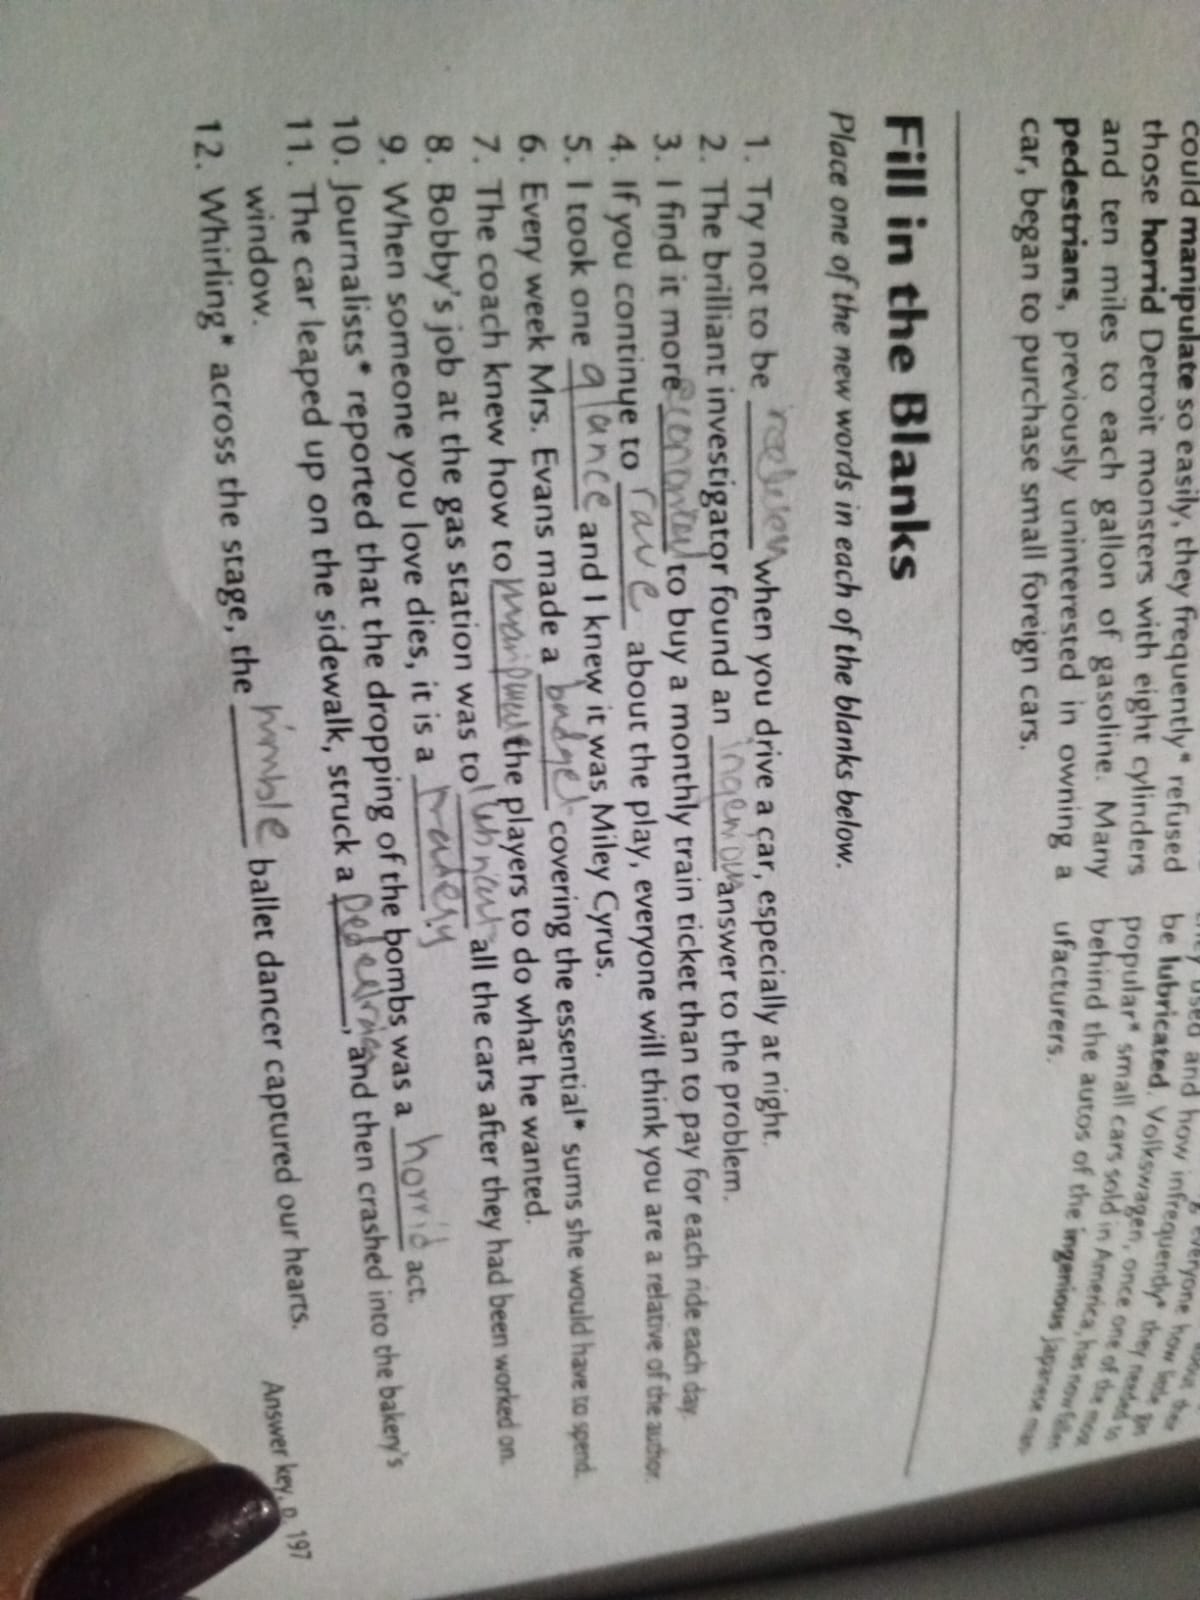 could manipulate so easily, they frequently* refused
those horrid Detroit monsters with eight cylinders
and ten miles to each gallon of gasoline. Many
pedestrians, previously uninterested in owning a
car, began to purchase small foreign cars.
everyone how little
used and how infrequently* they needed to
be lubricated. Volkswagen, once one of the most
popular* small cars sold in America, has now fallen
behind the autos of the ingenious Japanese man-
ufacturers.
Fill in the Blanks
Place one of the new words in each of the blanks below.
1. Try not to be when you drive a car, especially at night.
2. The brilliant investigator found an ingenious answer to the problem.
3. I find it more to buy a monthly train ticket than to pay for each ride each day.
4. If you continue to rave about the play, everyone will think you are a relative of the author.
5. I took one glance and I knew it was Miley Cyrus.
6. Every week Mrs. Evans made a budget covering the essential* sums she would have to spend.
7. The coach knew how to the players to do what he wanted.
8. Bobby's job at the gas station was to all the cars after they had been worked on.
9. When someone you love dies, it is a
10. Journalists* reported that the dropping of the bombs was a horrid act.
11. The car leaped up on the sidewalk, struck a , and then crashed into the bakery's
window.
12. Whirling* across the stage, the nimble ballet dancer captured our hearts.
Answer key, p. 197